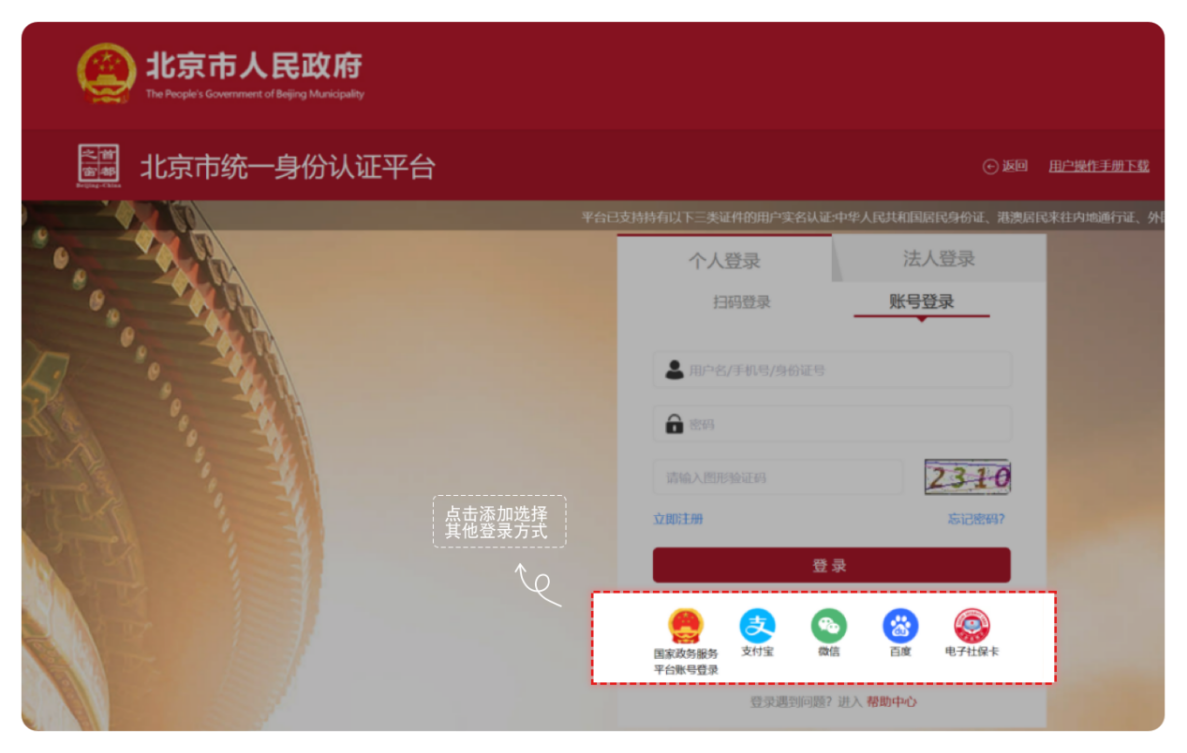 北京市人民政府
The People's Government of Beijing Municipality
首都之窗
Beijing-China
北京市统一身份认证平台
返回 用户操作手册下载
平台已支持持有以下三类证件的用户实名认证:中华人民共和国居民身份证、港澳居民来往内地通行证、外
个人登录 法人登录
扫码登录 账号登录
用户名/手机号/身份证号
密码
请输入图形验证码 2310
立即注册 忘记密码?
登录
点击添加选择
其他登录方式
国家政务服务
平台账号登录
支付宝
微信
百度
电子社保卡
登录遇到问题? 进入 帮助中心